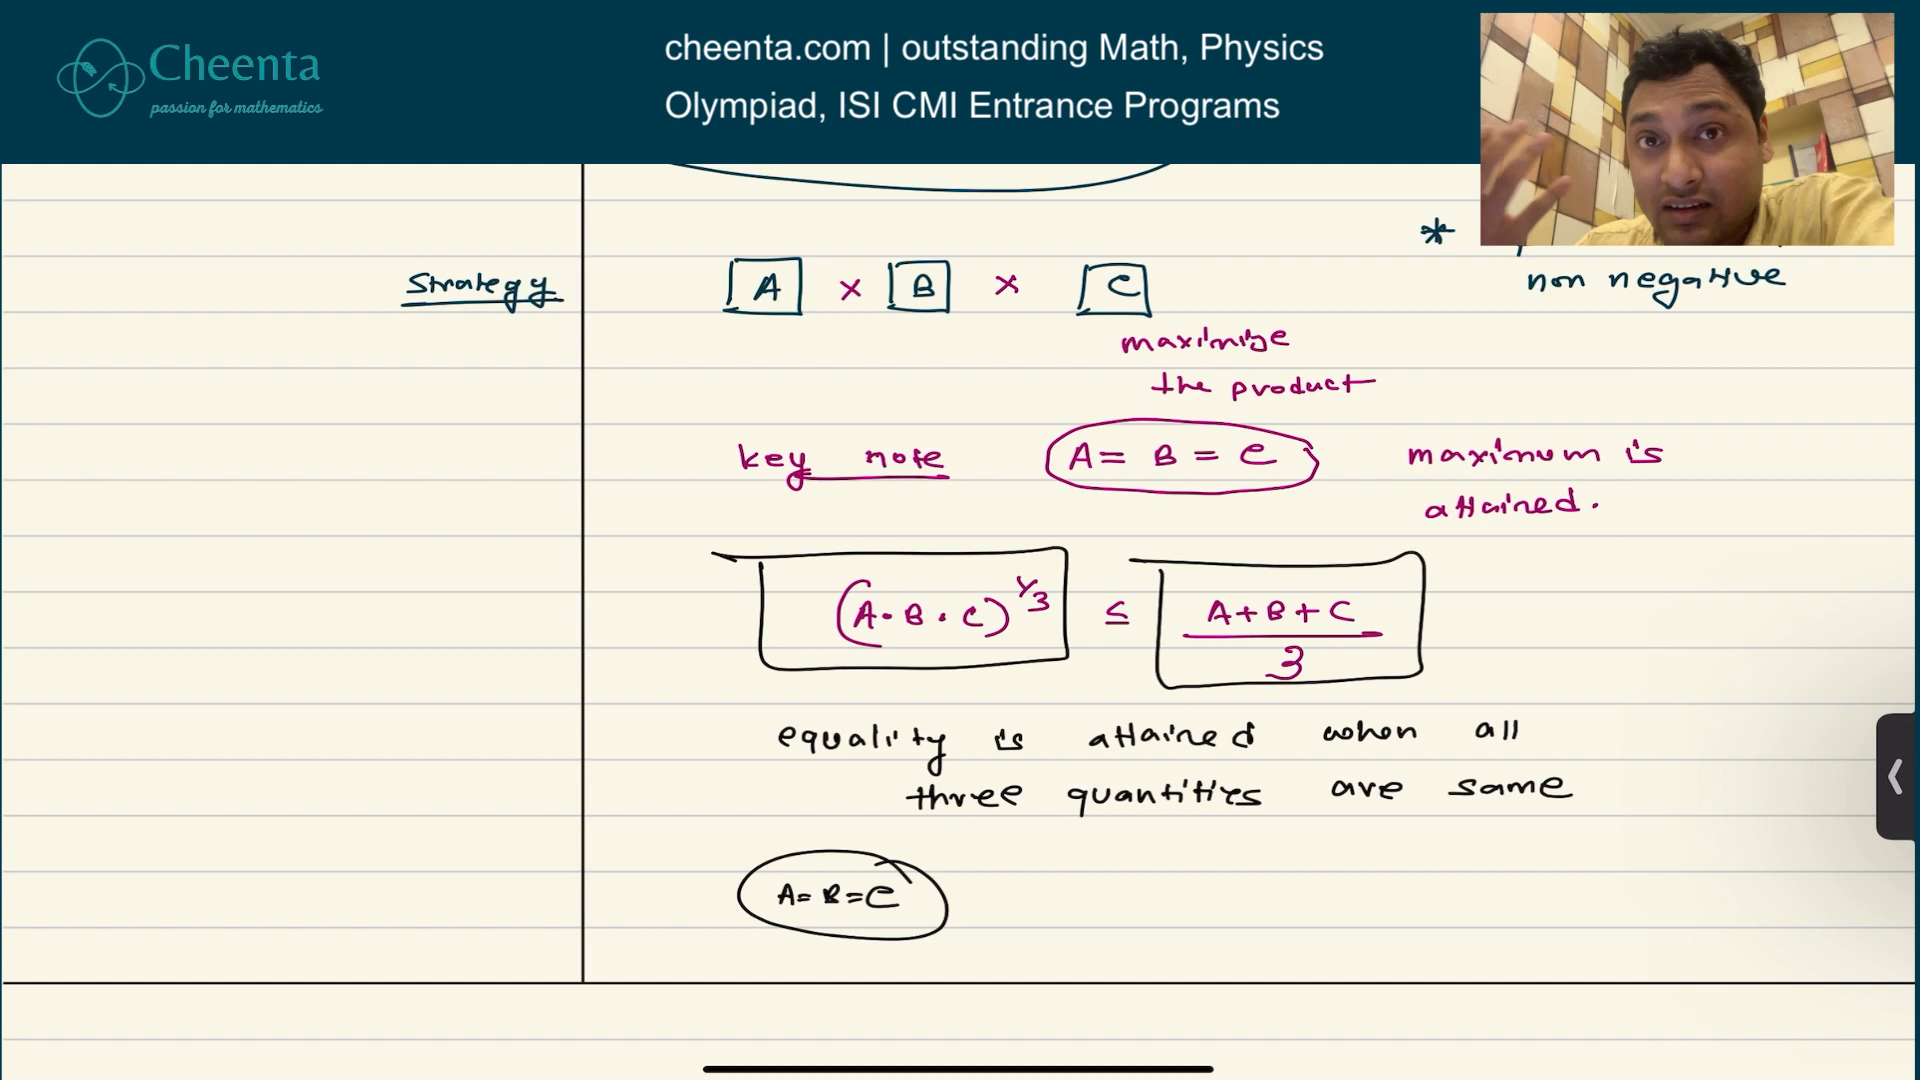 Cheenta
passion for mathematics
cheenta.com | outstanding Math, Physics
Olympiad, ISI CMI Entrance Programs
*
non negative
Strategy
A × B × C
maximize
the product
key note A = B = C maximum is
attained.
(A · B · C)^1/3 ≤ A + B + C / 3
equality is attained when all
three quantities are same
A = B = C